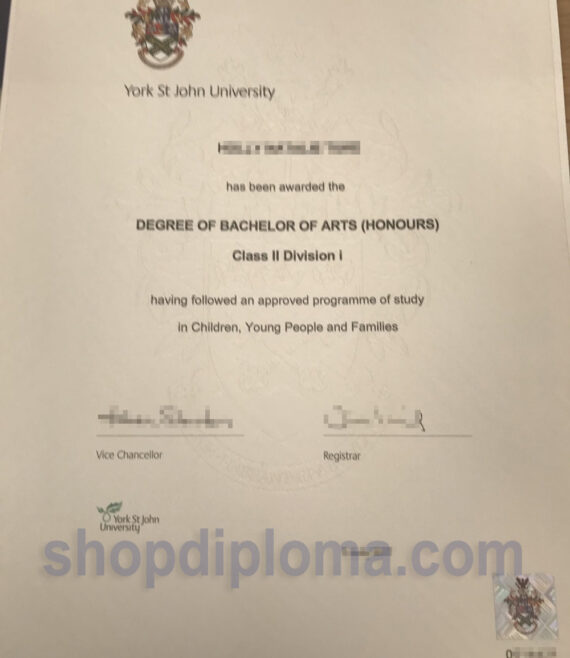 York St John University
has been awarded the
DEGREE OF BACHELOR OF ARTS (HONOURS)
Class II Division i
having followed an approved programme of study
in Children, Young People and Families
Vice Chancellor
Registrar
York St John
University
shopdiploma.com